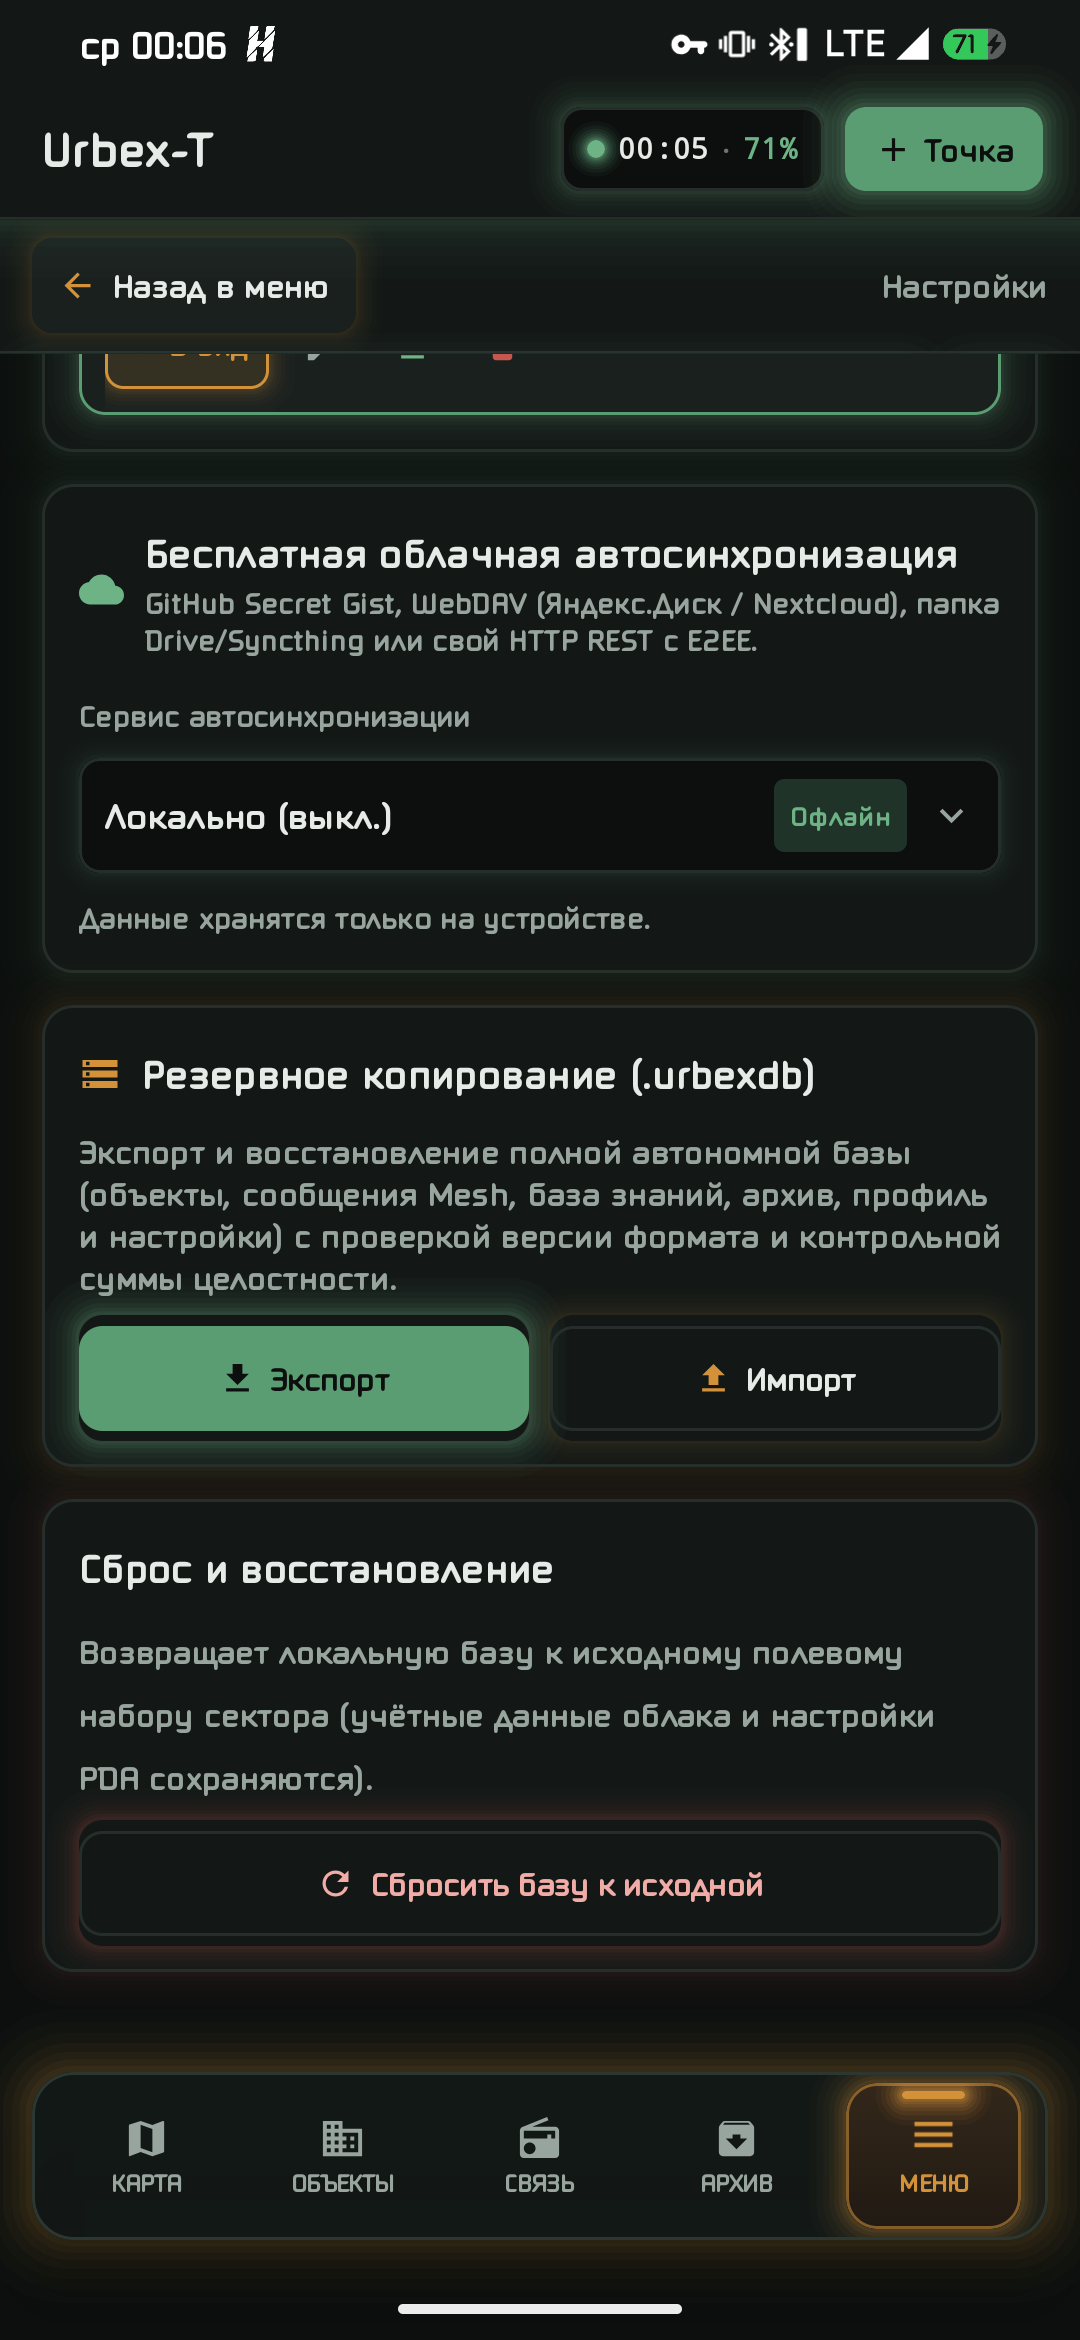 ср 00:06
LTE
71
Urbex-T
00:05 · 71%
+ Точка
Назад в меню
Настройки
Бесплатная облачная автосинхронизация
GitHub Secret Gist, WebDAV (Яндекс.Диск / Nextcloud), папка
Drive/Syncthing или свой HTTP REST с E2EE.
Сервис автосинхронизации
Локально (выкл.)
Офлайн
Данные хранятся только на устройстве.
Резервное копирование (.urbexdb)
Экспорт и восстановление полной автономной базы
(объекты, сообщения Mesh, база знаний, архив, профиль
и настройки) с проверкой версии формата и контрольной
суммы целостности.
Экспорт
Импорт
Сброс и восстановление
Возвращает локальную базу к исходному полевому
набору сектора (учётные данные облака и настройки
PDA сохраняются).
Сбросить базу к исходной
КАРТА
ОБЪЕКТЫ
СВЯЗЬ
АРХИВ
МЕНЮ